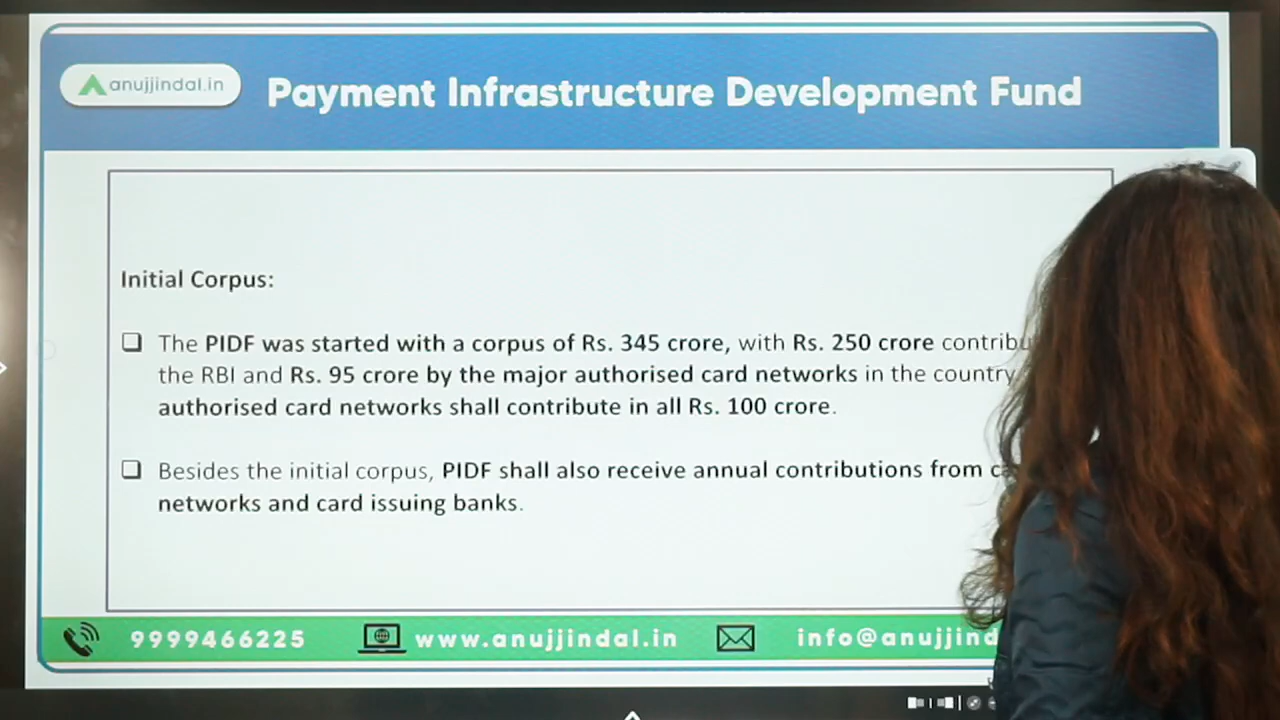 anujjindal.in
Payment Infrastructure Development Fund
Initial Corpus:
The PIDF was started with a corpus of Rs. 345 crore, with Rs. 250 crore
the RBI and Rs. 95 crore by the major authorised card networks in the country
authorised card networks shall contribute in all Rs. 100 crore.
Besides the initial corpus, PIDF shall also receive annual contributions from
networks and card issuing banks.
9999466225 www.anujjindal.in